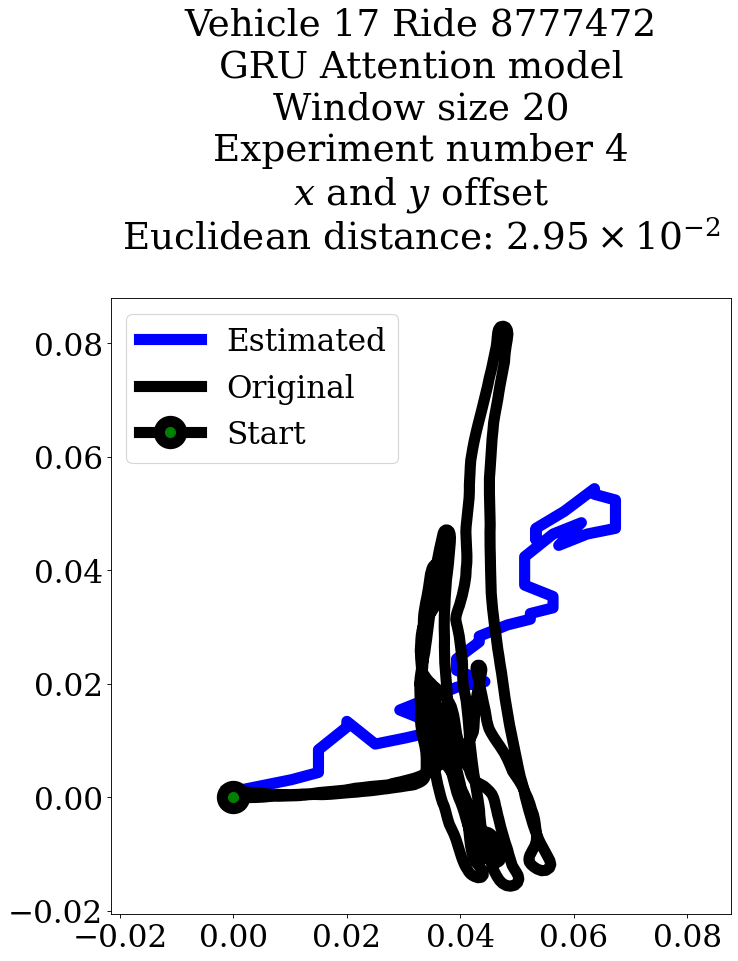 Vehicle 17 Ride 8777472
GRU Attention model
Window size 20
Experiment number 4
x and y offset
Euclidean distance: 2.95 × 10⁻²
Estimated
Original
Start
0.08
0.06
0.04
0.02
0.00
−0.02
−0.02 0.00 0.02 0.04 0.06 0.08